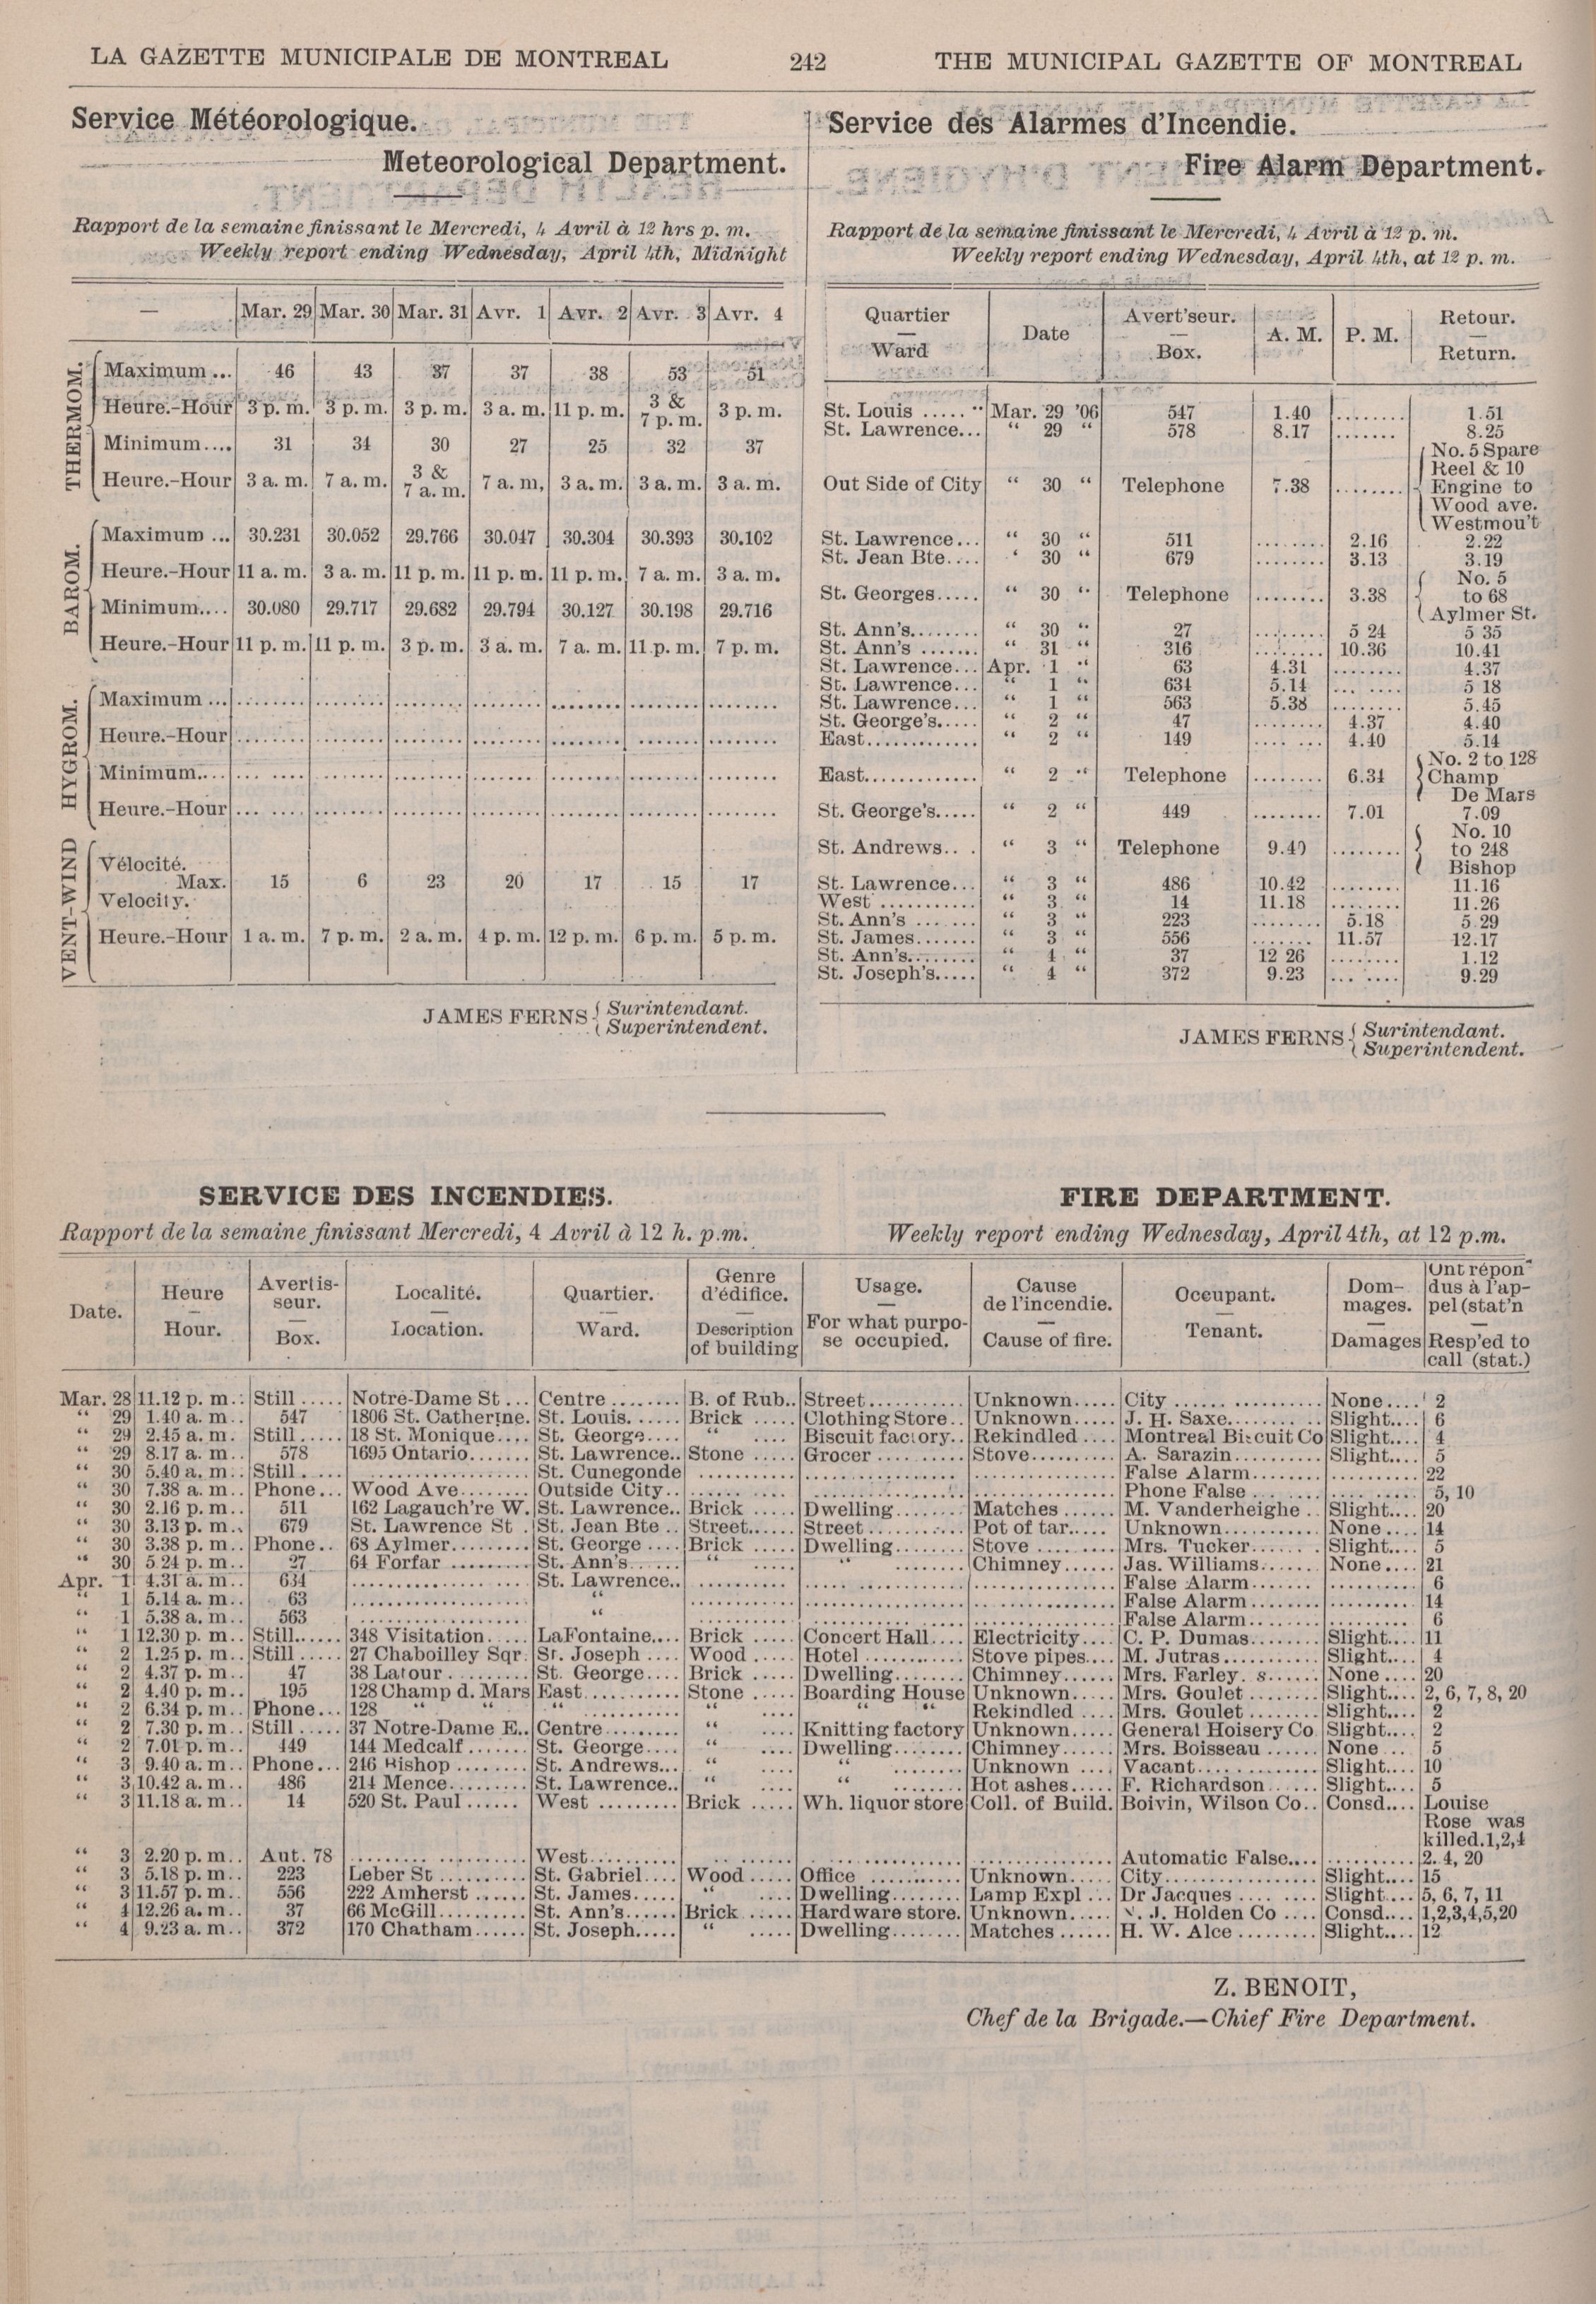 LA GAZETTE MUNICIPALE DE MONTREAL 242 THE MUNICIPAL GAZETTE OF MONTREAL
Service Météorologique.
Meteorological Department.
Rapport de la semaine finissant le Mercredi, 4 Avril à 12 hrs p. m.
Weekly report ending Wednesday, April 4th, Midnight
— Mar. 29 Mar. 30 Mar. 31 Avr. 1 Avr. 2 Avr. 3 Avr. 4
THERMOM.
Maximum ... 46 43 37 37 38 53 51
Heure.-Hour 3 p. m. 3 p. m. 3 p. m. 3 a. m. 11 p. m. 3 & 7 p. m. 3 p. m.
Minimum.... 31 34 30 27 25 32 37
Heure.-Hour 3 a. m. 7 a. m. 3 & 7 a. m. 7 a. m, 3 a. m. 3 a. m. 3 a. m.
BAROM.
Maximum ... 30.231 30.052 29.766 30.047 30.304 30.393 30.102
Heure.-Hour 11 a. m. 3 a. m. 11 p. m. 11 p. m. 11 p. m. 7 a. m. 3 a. m.
Minimum.... 30.080 29.717 29.682 29.794 30.127 30.198 29.716
Heure.-Hour 11 p. m. 11 p. m. 3 p. m. 3 a. m. 7 a. m. 11 p. m. 7 p. m.
HYGROM.
Maximum ... ........ ........ ........ ........ ........ ........ ........
Heure.-Hour ........ ........ ........ ........ ........ ........ ........
Minimum.... ........ ........ ........ ........ ........ ........ ........
Heure.-Hour ........ ........ ........ ........ ........ ........ ........
VENT-WIND
Vélocité.
Max. 15 6 23 20 17 15 17
Velocity.
Heure.-Hour 1 a. m. 7 p. m. 2 a. m. 4 p. m. 12 p. m. 6 p. m. 5 p. m.
JAMES FERNS { Surintendant.
Superintendent.
Service des Alarmes d'Incendie.
Fire Alarm Department.
Rapport de la semaine finissant le Mercredi, 4 Avril à 12 p. m.
Weekly report ending Wednesday, April 4th, at 12 p. m.
Quartier — Ward Date Avert'seur. — Box. A. M. P. M. Retour. — Return.
St. Louis ..... Mar. 29 '06 547 1.40 ........ 1.51
St. Lawrence... " 29 " 578 8.17 ....... 8.25
Out Side of City " 30 " Telephone 7.38 ........ { No. 5 Spare
Reel & 10
Engine to
Wood ave.
Westmou't
St. Lawrence... " 30 " 511 ........ 2.16 2.22
St. Jean Bte.... ' 30 " 679 ........ 3.13 3.19
St. Georges..... " 30 " Telephone ........ 3.38 { No. 5
to 68
Aylmer St.
St. Ann's........ " 30 " 27 ........ 5 24 5 35
St. Ann's ....... " 31 " 316 ........ 10.36 10.41
St. Lawrence... Apr. 1 " 63 4.31 ........ 4.37
St. Lawrence... " 1 " 634 5.14 ... .... 5 18
St. Lawrence... " 1 " 563 5.38 ........ 5.45
St. George's..... " 2 " 47 ........ 4.37 4.40
East............. " 2 " 149 .... ... 4.40 5.14
East............. " 2 " Telephone ........ 6.34 { No. 2 to 128
Champ
De Mars
St. George's..... " 2 " 449 ........ 7.01 7.09
St. Andrews.. . " 3 " Telephone 9.40 ........ { No. 10
to 248
Bishop
St. Lawrence... " 3 " 486 10.42 ........ 11.16
West ........... " 3 " 14 11.18 ........ 11.26
St. Ann's ....... " 3 " 223 ........ 5.18 5.29
St. James....... " 3 " 556 ....... 11.57 12.17
St. Ann's........ " 4 " 37 12 26 ........ 1.12
St. Joseph's..... " 4 " 372 9.23 ... .... 9.29
JAMES FERNS { Surintendant.
Superintendent.
SERVICE DES INCENDIES. FIRE DEPARTMENT.
Rapport de la semaine finissant Mercredi, 4 Avril à 12 h. p.m. Weekly report ending Wednesday, April 4th, at 12 p.m.
Date. Heure — Hour. Avertis-seur. — Box. Localité. — Location. Quartier. — Ward. Genre d'édifice. — Description of building Usage. — For what purpo-se occupied. Cause de l'incendie. — Cause of fire. Occupant. — Tenant. Dom-mages. — Damages Ont répon-dus à l'ap-pel (stat'n — Resp'ed to call (stat.)
Mar. 28 11.12 p. m. Still ..... Notre-Dame St ... Centre ........ B. of Rub.. Street.......... Unknown..... City ............... None.... 2
" 29 1.40 a. m.. 547 1806 St. Catherine. St. Louis. ..... Brick ..... Clothing Store.. Unknown..... J. H. Saxe......... Slight.... 6
" 29 2.45 a. m. Still..... 18 St. Monique.... St. George.... " .... Biscuit factory.. Rekindled .... Montreal Biscuit Co Slight.... 4
" 29 8.17 a. m.. 578 1695 Ontario....... St. Lawrence.. Stone ..... Grocer ......... Stove.......... A. Sarazin......... Slight.... 5
" 30 5.40 a. m.. Still. .... ................. St. Cunegonde .......... .............. .............. False Alarm........ .......... 22
" 30 7.38 a. m.. Phone... Wood Ave........ Outside City.. .......... .............. .............. Phone False ....... .......... 5, 10
" 30 2.16 p. m.. 511 162 Lagauch're W. St. Lawrence.. Brick ..... Dwelling........ Matches ...... M. Vanderheighe .. Slight.... 20
" 30 3.13 p. m.. 679 St. Lawrence St . St. Jean Bte .. Street...... Street.......... Pot of tar..... Unknown.......... None.... 14
" 30 3.38 p. m.. Phone.. 68 Aylmer......... St. George .... Brick ..... Dwelling........ Stove ......... Mrs. Tucker....... Slight.... 5
" 30 5 24 p. m.. 27 64 Forfar ......... St. Ann's...... " ..... " ........ Chimney...... Jas. Williams...... None.... 21
Apr. 1 4.31 a. m.. 634 ................. St. Lawrence.. .......... .............. .............. False Alarm....... .......... 6
" 1 5.14 a. m.. 63 ................. " .......... .............. .............. False Alarm....... .......... 14
" 1 5.38 a. m.. 563 ................. " .......... .............. .............. False Alarm....... ......... 6
" 1 12.30 p. m.. Still...... 348 Visitation..... LaFontaine.... Brick ..... Concert Hall.... Electricity.... C. P. Dumas....... Slight.... 11
" 2 1.25 p. m.. Still ..... 27 Chaboilley Sqr. St. Joseph .... Wood ..... Hotel ........... Stove pipes.... M. Jutras.......... Slight.... 4
" 2 4.37 p. m.. 47 38 Latour ......... St. George.... Brick ..... Dwelling........ Chimney...... Mrs. Farley. s...... None.... 20
" 2 4.40 p. m.. 195 128 Champ d. Mars East........... Stone ..... Boarding House Unknown..... Mrs. Goulet ........ Slight.... 2, 6, 7, 8, 20
" 2 6.34 p. m.. Phone... 128 " " " " ........... " .... " " Rekindled .... Mrs. Goulet ....... Slight.... 2
" 2 7.30 p. m.. Still ..... 37 Notre-Dame E.. Centre......... " .... Knitting factory Unknown..... General Hoisery Co Slight.... 2
" 2 7.01 p. m.. 449 144 Medcalf ....... St. George.... " .... Dwelling........ Chimney...... Mrs. Boisseau ...... None ... 5
" 3 9.40 a. m.. Phone... 246 Bishop ........ St. Andrews... " .... " ........ Unknown .... Vacant............ Slight.... 10
" 3 10.42 a. m.. 486 214 Mence......... St. Lawrence.. " .... " ........ Hot ashes..... F. Richardson...... Slight.... 5
" 3 11.18 a. m.. 14 520 St. Paul ...... West ......... Brick ..... Wh. liquor store Coll. of Build. Boivin, Wilson Co.. Consd.... Louise
Rose was
killed.1,2,4
" 3 2.20 p. m.. Aut. 78 ................. West.......... .......... .............. .............. Automatic False.... .......... 2. 4, 20
" 3 5.18 p. m.. 223 Leber St .......... St. Gabriel.... Wood ..... Office ........... Unknown..... City............... Slight.... 15
" 3 11.57 p. m.. 556 222 Amherst ...... St. James..... " .... Dwelling........ Lamp Expl ... Dr Jacques ........ Slight.... 5, 6, 7, 11
" 4 12.26 a. m.. 37 66 McGill.......... St. Ann's...... Brick ..... Hardware store. Unknown..... J. Holden Co .... Consd.... 1,2,3,4,5,20
" 4 9.23 a. m.. 372 170 Chatham...... St. Joseph..... " ..... Dwelling........ Matches ...... H. W. Alce ......... Slight.... 12
Z. BENOIT,
Chef de la Brigade.—Chief Fire Department.